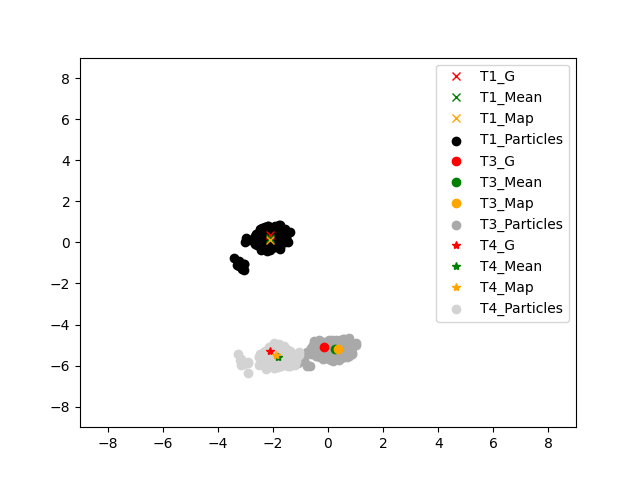 8
6
4
2
0
−2
−4
−6
−8
−8 −6 −4 −2 0 2 4 6 8
T1_G
T1_Mean
T1_Map
T1_Particles
T3_G
T3_Mean
T3_Map
T3_Particles
T4_G
T4_Mean
T4_Map
T4_Particles